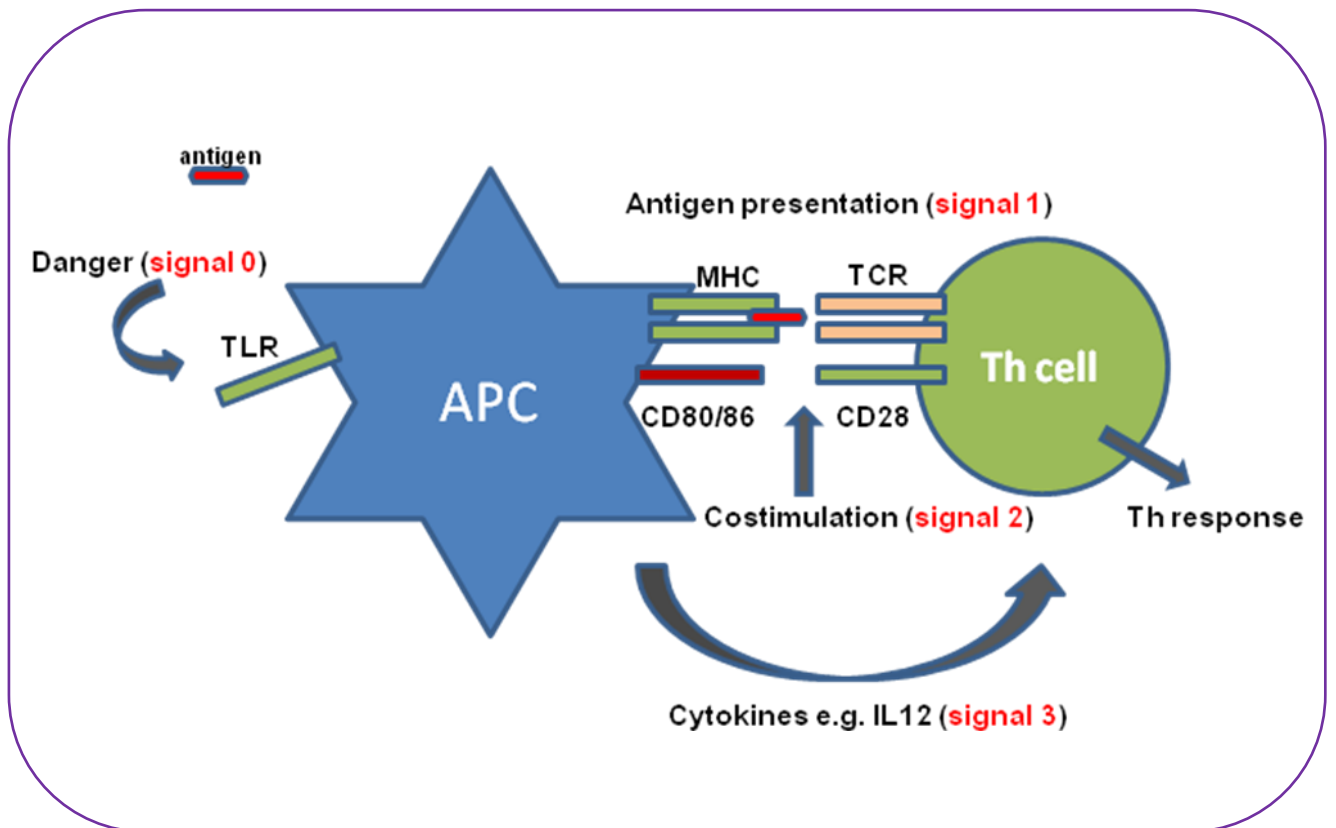 antigen
Antigen presentation (signal 1)
Danger (signal 0)
MHC
TCR
TLR
Th cell
APC
CD80/86
CD28
Costimulation (signal 2)
Th response
Cytokines e.g. IL12 (signal 3)